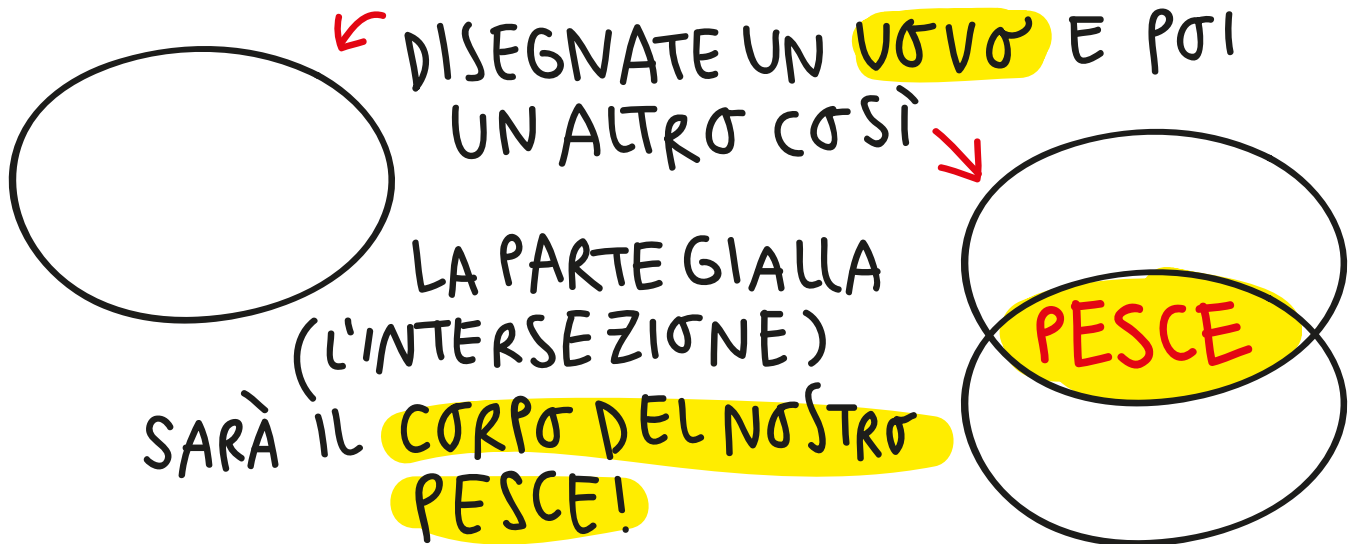 DISEGNATE UN UOVO E POI
UN ALTRO COSÌ
LA PARTE GIALLA
(L'INTERSEZIONE)
SARÀ IL CORPO DEL NOSTRO
PESCE!
PESCE